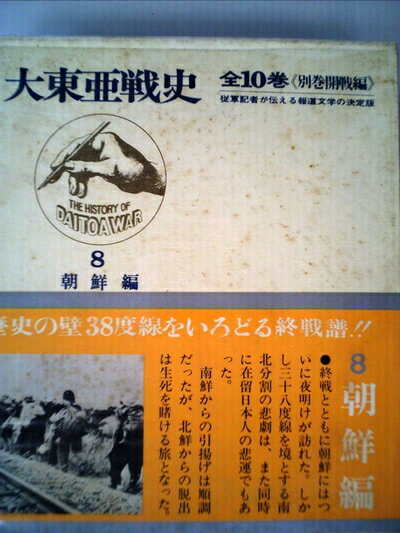 大東亜戦史
全10巻《別巻開戦編》
従軍記者が伝える報道文学の決定版
THE HISTORY OF
DAITOA WAR
8
朝鮮編
歴史の壁38度線をいろどる終戦譜!!
8 朝鮮編
●終戦とともに朝鮮にはつ
いに夜明けが訪れた。しか
し三十八度線を境とする南
北分割の悲劇は、また同時
に在留日本人の悲運でもあ
った。
南鮮からの引揚げは順調
だったが、北鮮からの脱出
は生死を賭ける旅となった。